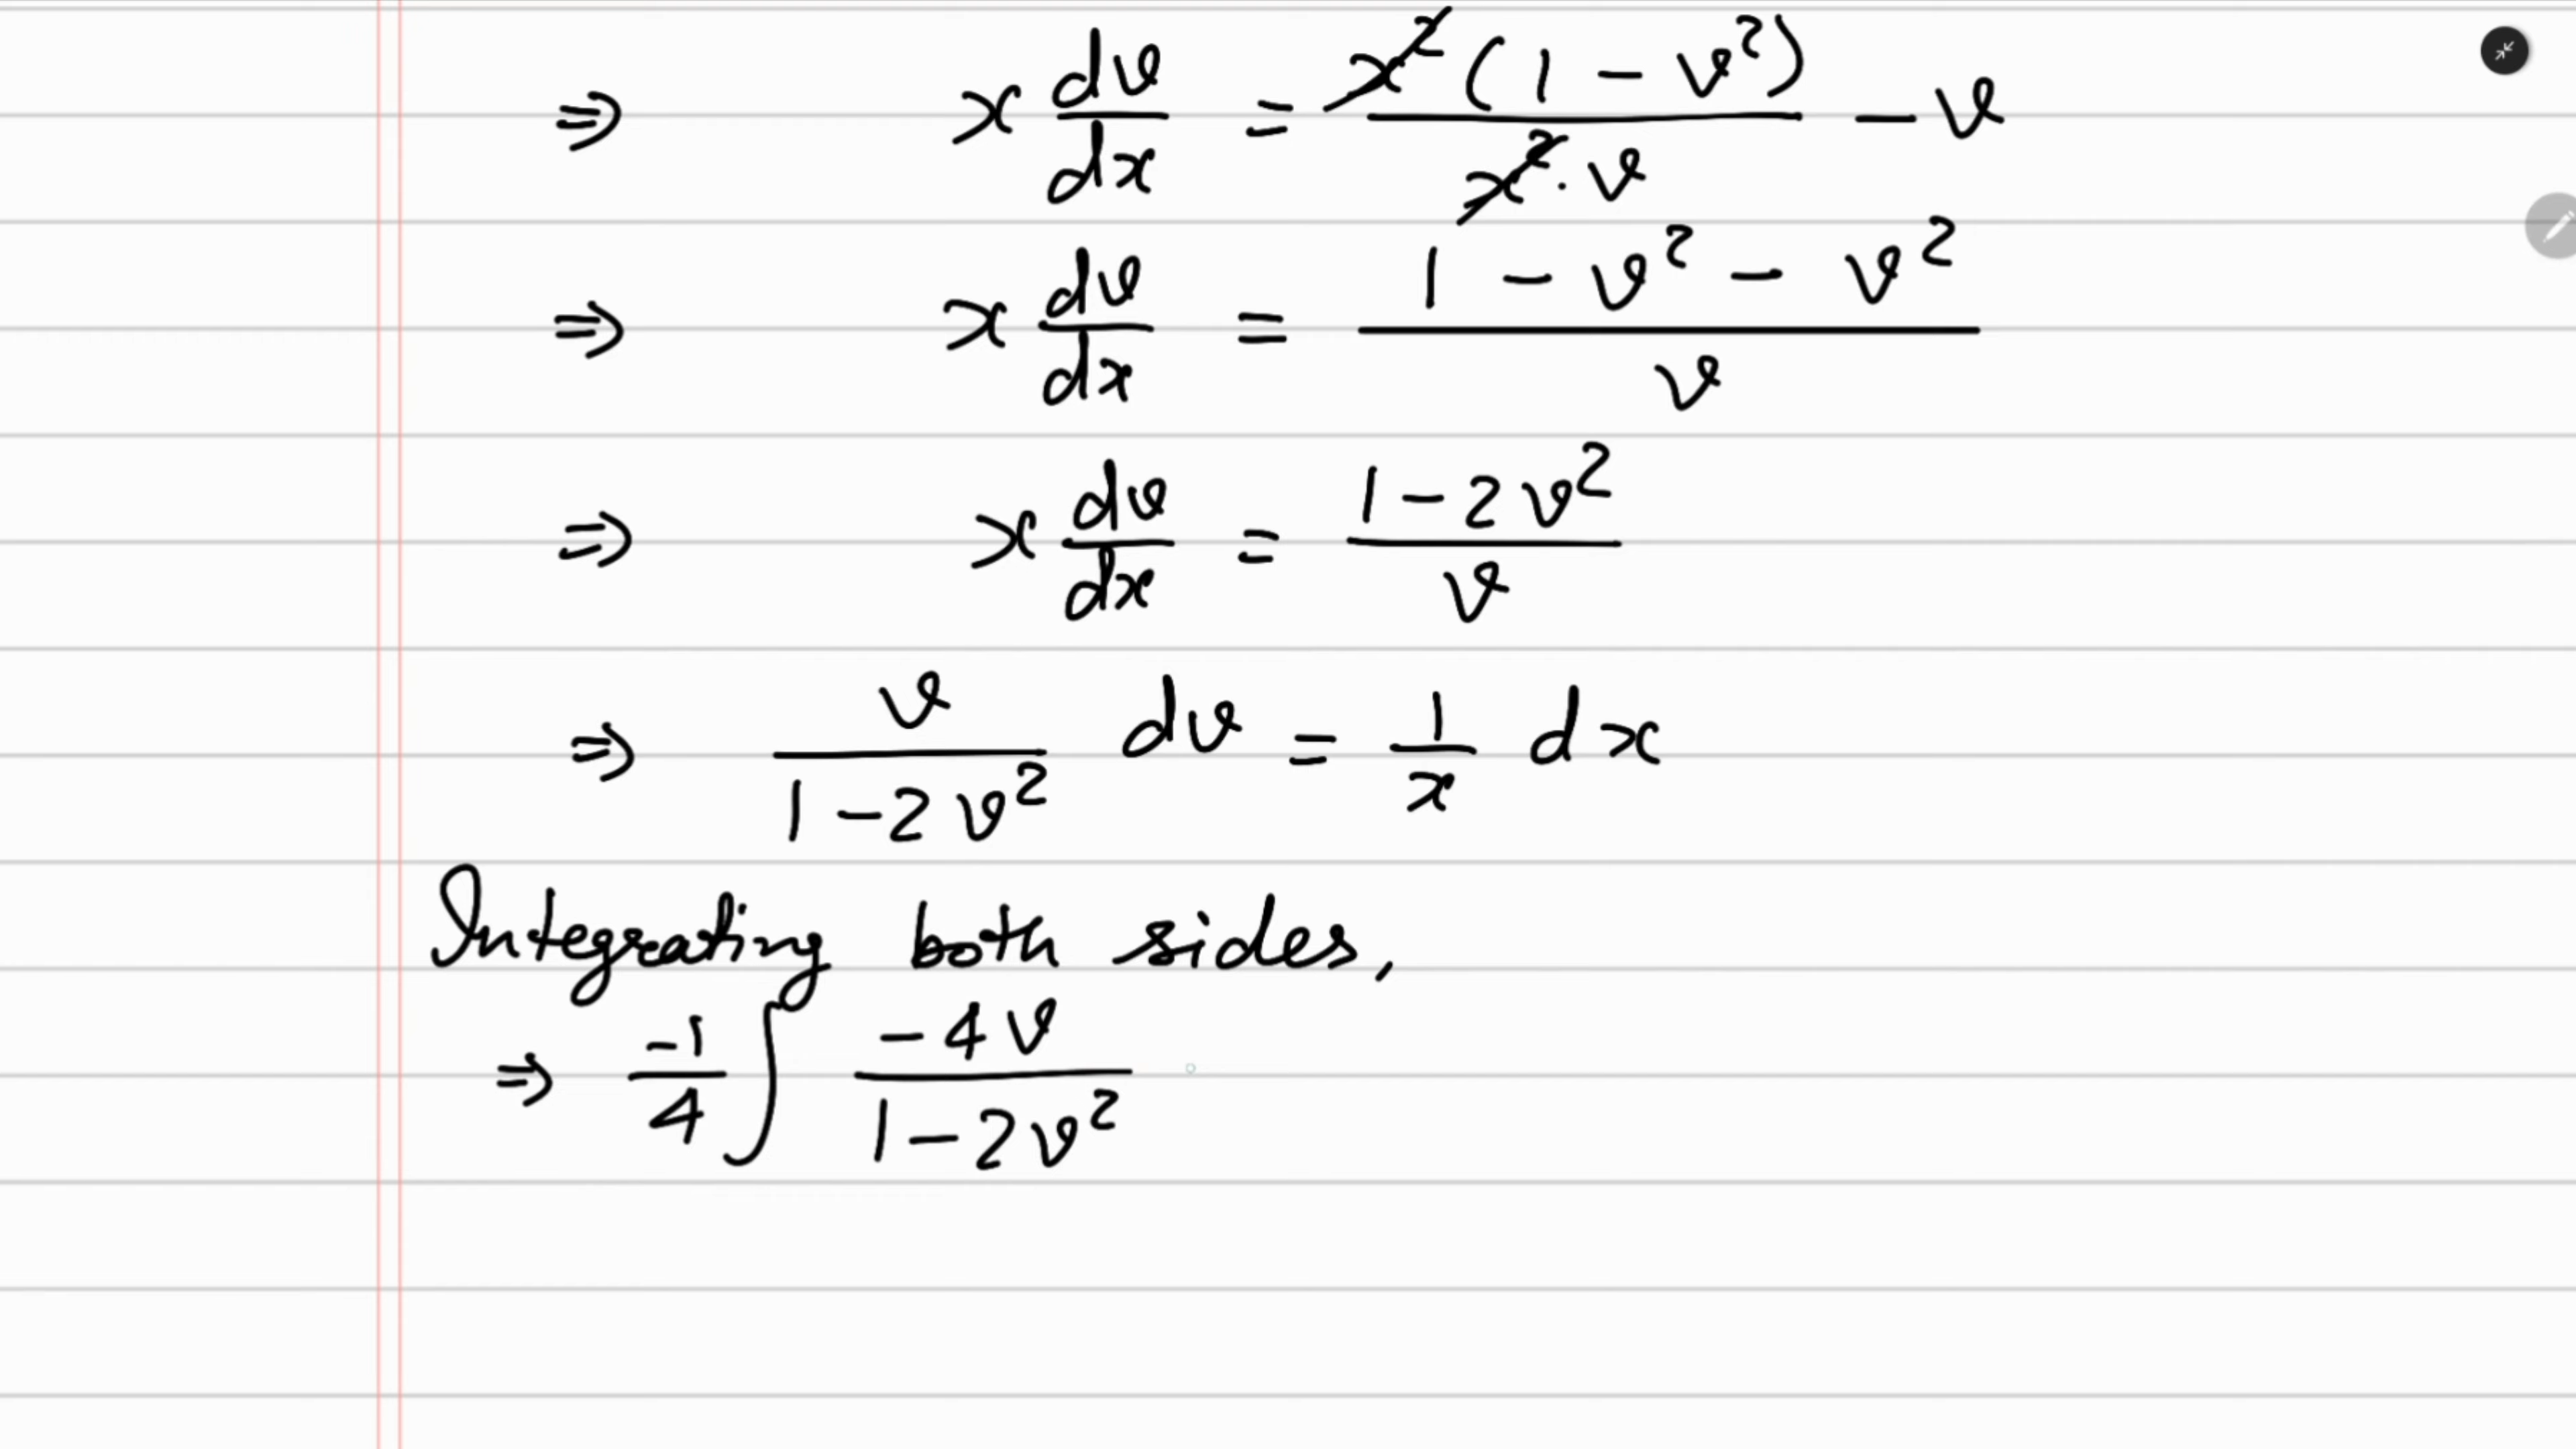 ⇒ x dv/dx = x²(1 - v²)/x².v - v
⇒ x dv/dx = 1 - v² - v²/v
⇒ x dv/dx = 1 - 2v²/v
⇒ v/1 - 2v² dv = 1/x dx
Integrating both sides,
⇒ -1/4 ∫ -4v/1 - 2v²